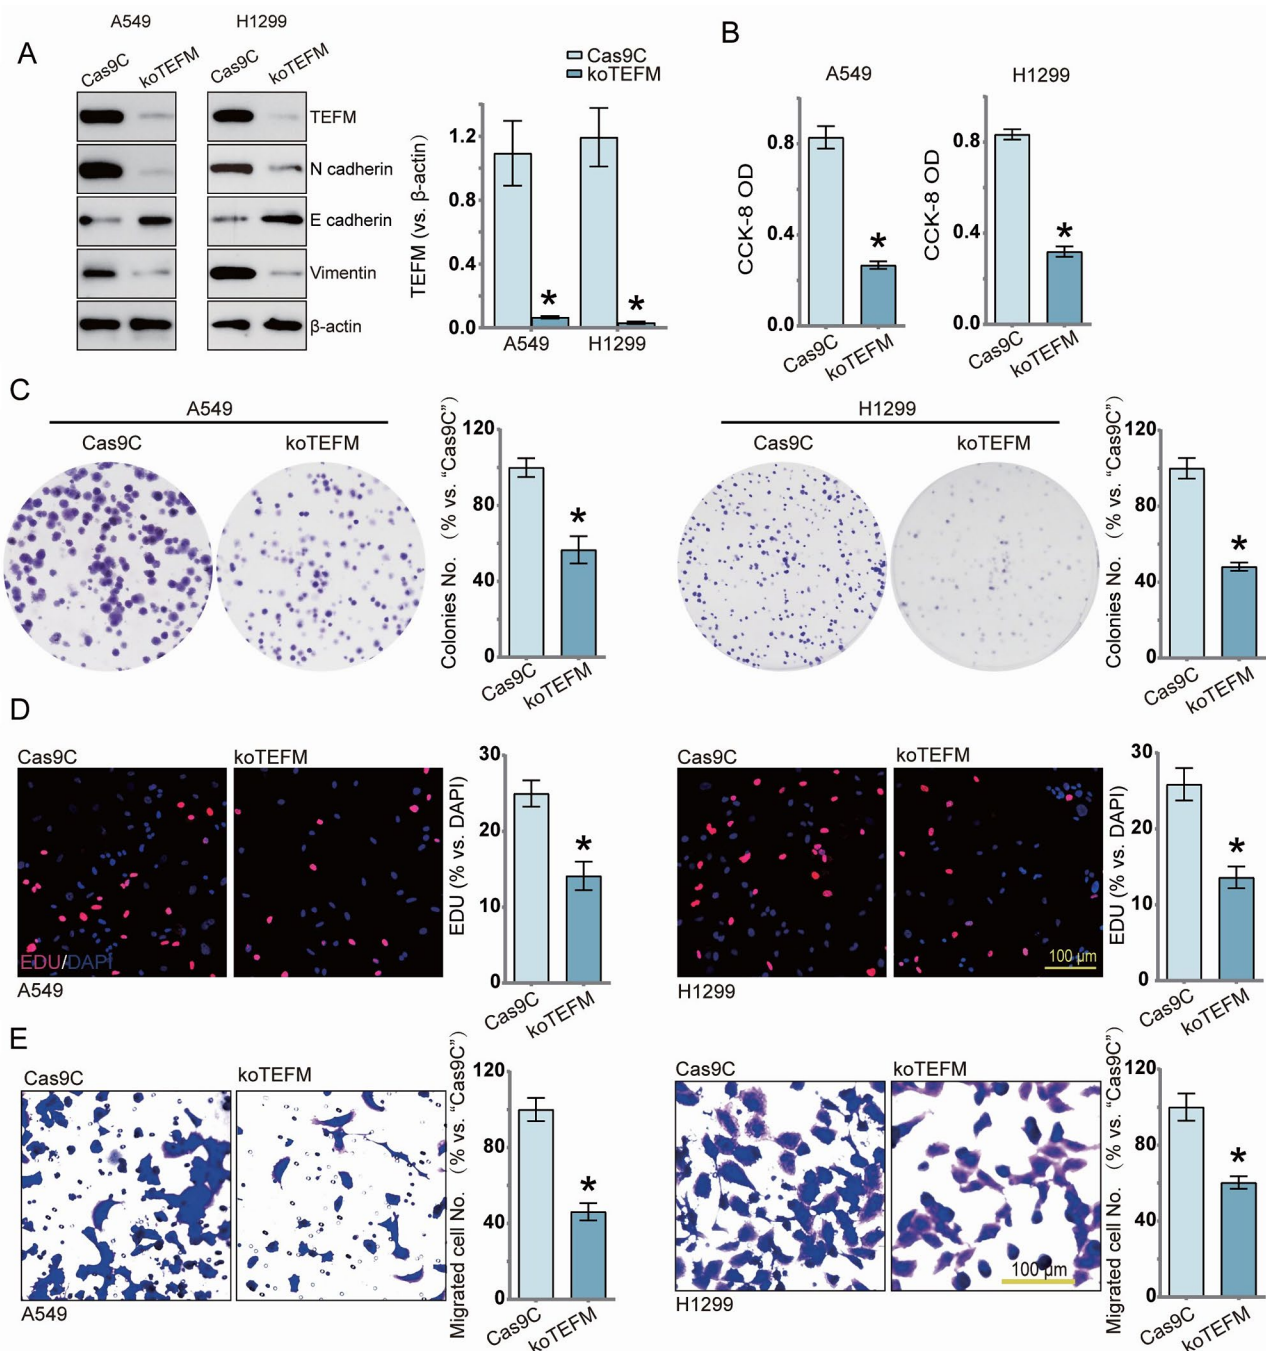 A
A549
H1299
Cas9C
koTEFM
Cas9C
koTEFM
TEFM
N cadherin
E cadherin
Vimentin
β-actin
Cas9C
koTEFM
TEFM (vs. β-actin)
1.2
0.8
0.4
0.0
*
*
A549
H1299
B
A549
CCK-8 OD
0.8
0.4
0.0
*
Cas9C
koTEFM
H1299
CCK-8 OD
0.8
0.4
0.0
*
Cas9C
koTEFM
C
A549
Cas9C
koTEFM
Colonies No. (% vs. “Cas9C”)
120
80
40
0
*
Cas9C
koTEFM
H1299
Cas9C
koTEFM
Colonies No. (% vs. “Cas9C”)
120
80
40
0
*
Cas9C
koTEFM
D
Cas9C
koTEFM
EDU/DAPI
A549
EDU (% vs. DAPI)
30
20
10
0
*
Cas9C
koTEFM
Cas9C
koTEFM
100 μm
H1299
EDU (% vs. DAPI)
30
20
10
0
*
Cas9C
koTEFM
E
Cas9C
koTEFM
A549
Migrated cell No. (% vs. “Cas9C”)
120
80
40
0
*
Cas9C
koTEFM
Cas9C
koTEFM
100 μm
H1299
Migrated cell No. (% vs. “Cas9C”)
120
80
40
0
*
Cas9C
koTEFM